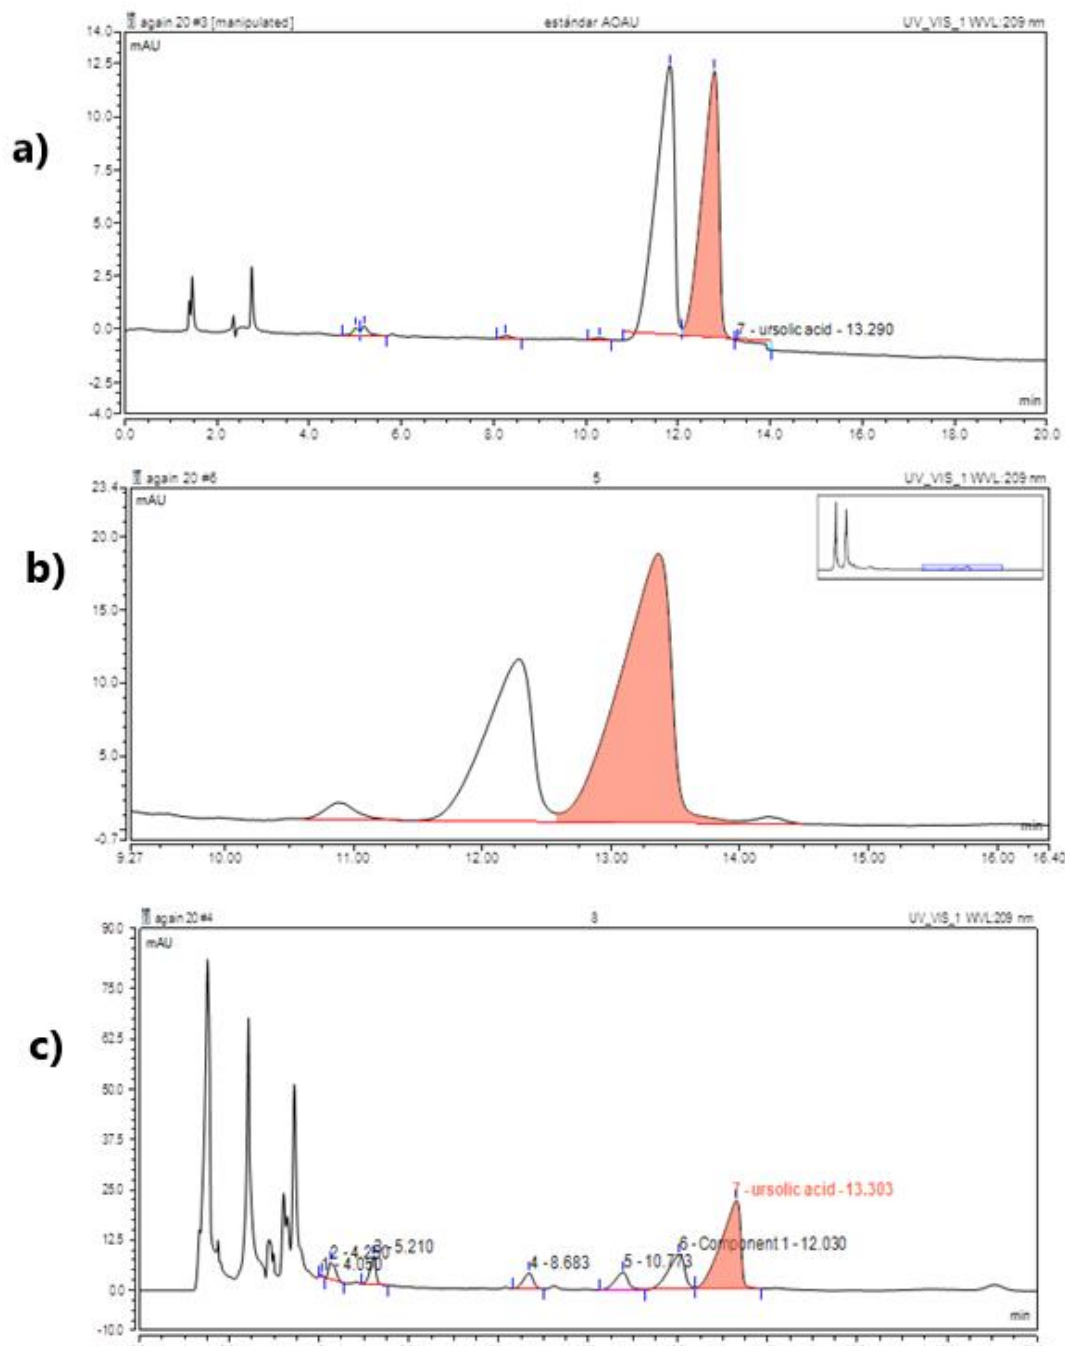 again 20 #3 [manipulated] estándar AOAU UV_VIS_1 WVL:209 nm
14.0
mAU
12.5
a)
10.0
7.5
5.0
2.5
0.0
7 - ursolic acid - 13.290
-2.5
-4.0
min
0.0 2.0 4.0 6.0 8.0 10.0 12.0 14.0 16.0 18.0 20.0
again 20 #6 5 UV_VIS_1 WVL:209 nm
23.4
mAU
20.0
b)
15.0
10.0
5.0
-0.7
min
9.27 10.00 11.00 12.00 13.00 14.00 15.00 16.00 16.40
again 20 #4 8 UV_VIS_1 WVL:209 nm
90.0
mAU
75.0
62.5
c)
50.0
37.5
25.0
7 - ursolic acid - 13.303
12.5
6 - Component 1 - 12.030
3 - 5.210
1 - 4.050
4 - 8.683
5 - 10.773
0.0
-10.0
min